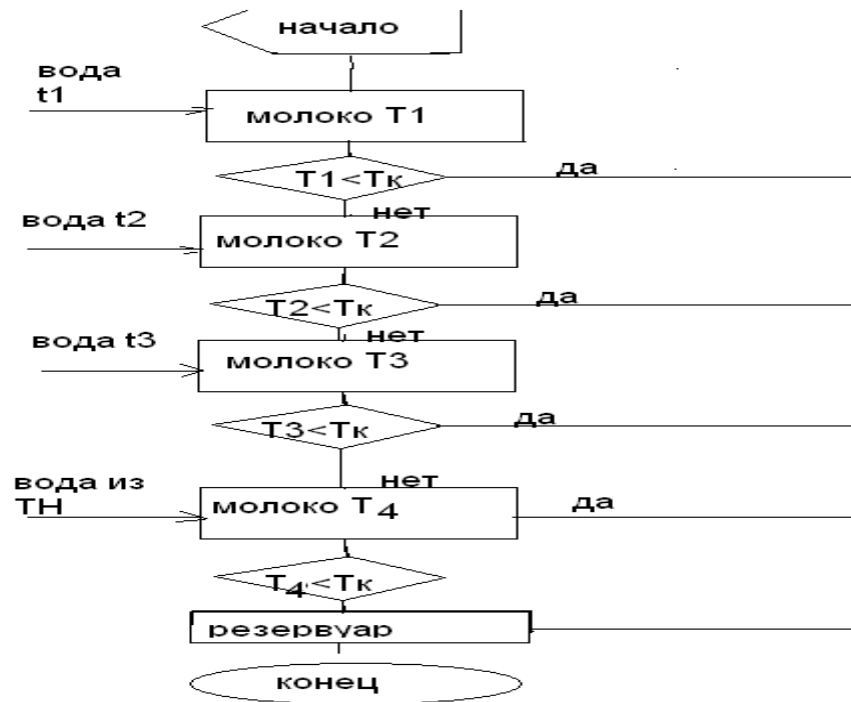 начало
вода
t1
молоко Т1
да
Т1<Тк
нет
вода t2
молоко Т2
да
Т2<Тк
нет
вода t3
молоко Т3
да
Т3<Тк
нет
вода из
ТН
молоко Т4
да
Т4<Тк
резервуар
конец